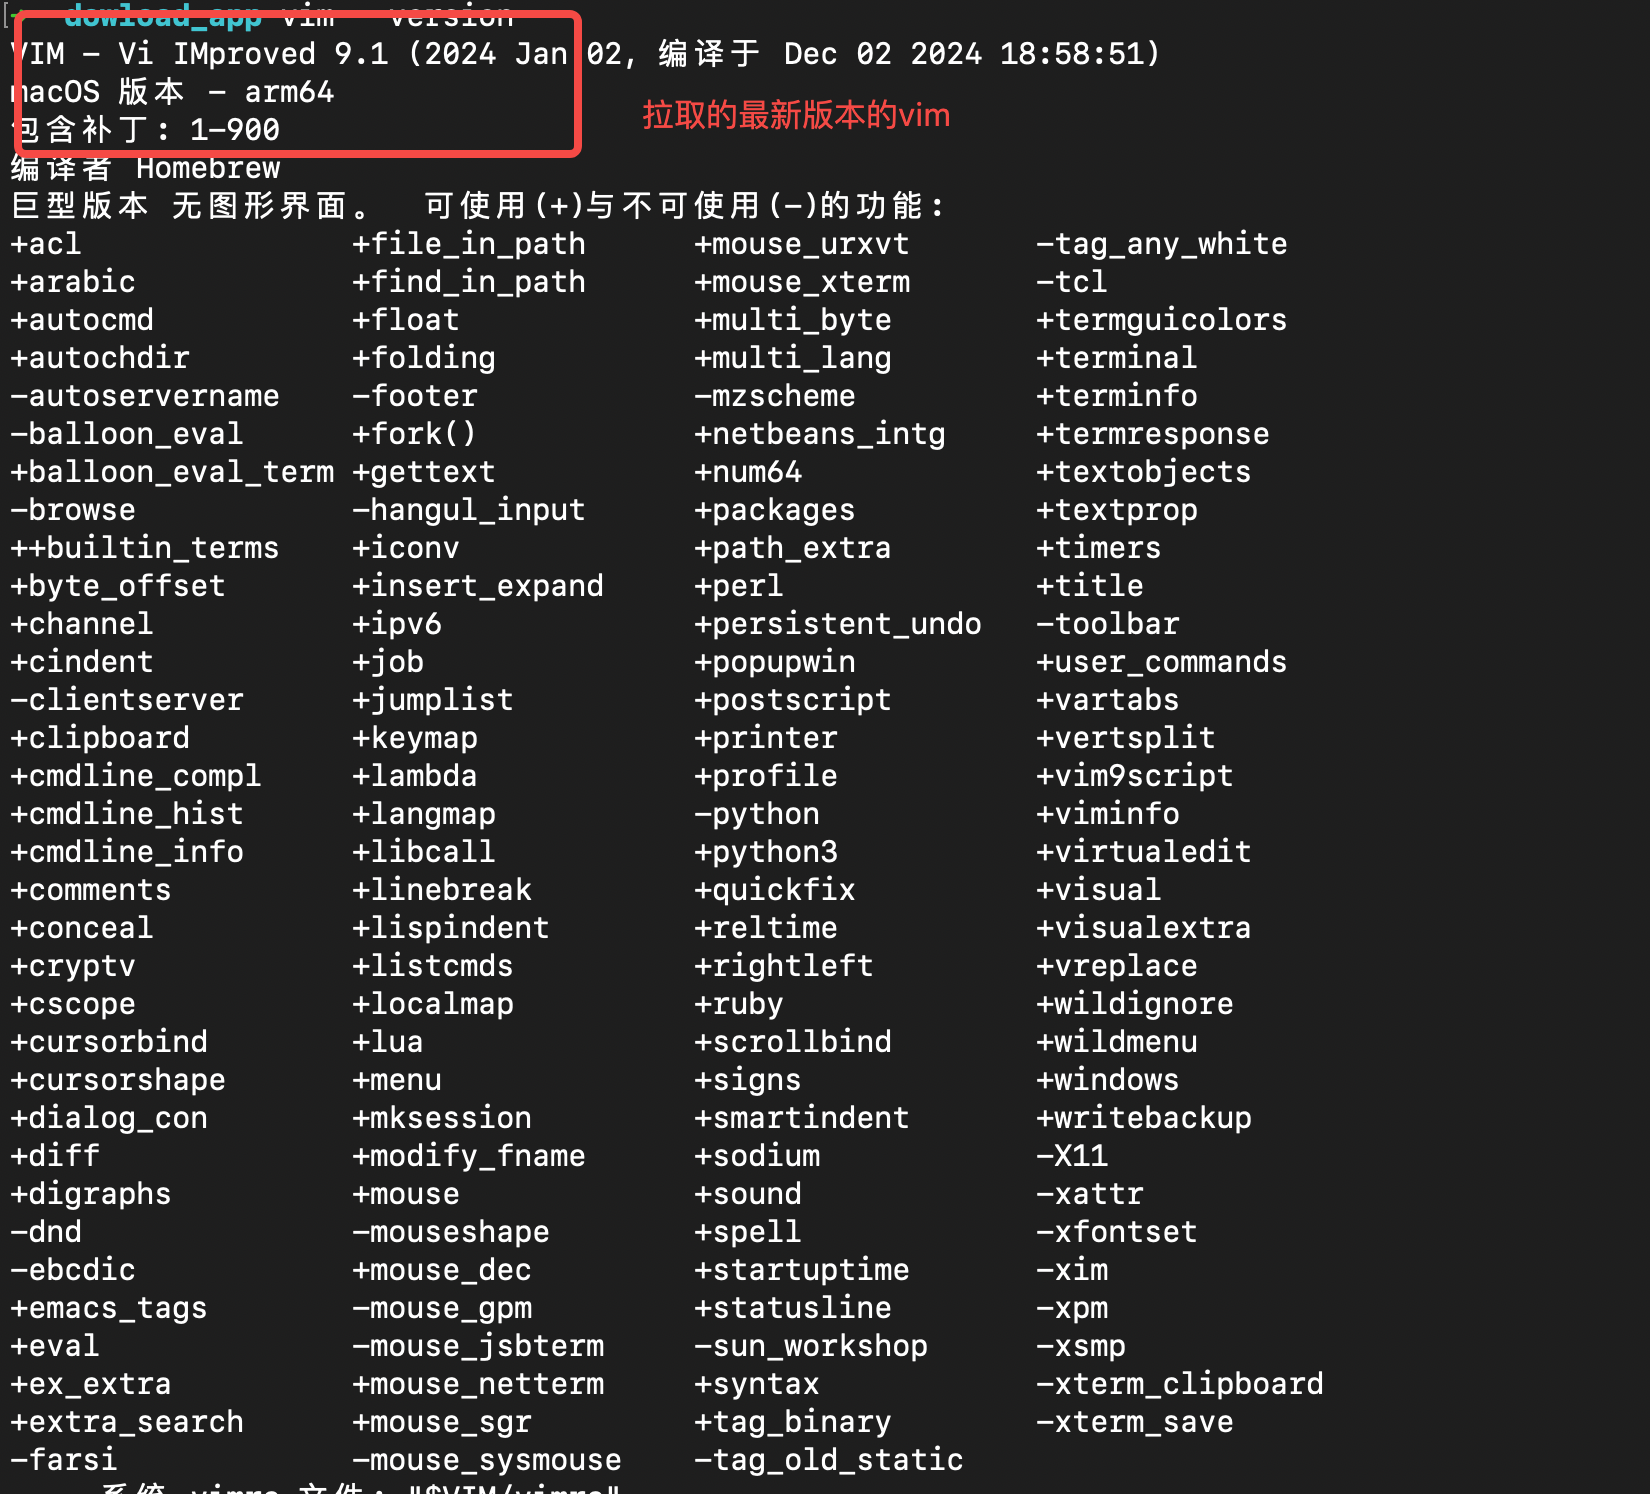 dowload_app vim --version
VIM - Vi IMproved 9.1 (2024 Jan 02, 编译于 Dec 02 2024 18:58:51)
macOS 版本 - arm64
拉取的最新版本的vim
包含补丁: 1-900
编译者 Homebrew
巨型版本 无图形界面。 可使用(+)与不可使用(-)的功能:
+acl +file_in_path +mouse_urxvt -tag_any_white
+arabic +find_in_path +mouse_xterm -tcl
+autocmd +float +multi_byte +termguicolors
+autochdir +folding +multi_lang +terminal
-autoservername -footer -mzscheme +terminfo
-balloon_eval +fork() +netbeans_intg +termresponse
+balloon_eval_term +gettext +num64 +textobjects
-browse -hangul_input +packages +textprop
++builtin_terms +iconv +path_extra +timers
+byte_offset +insert_expand +perl +title
+channel +ipv6 +persistent_undo -toolbar
+cindent +job +popupwin +user_commands
-clientserver +jumplist +postscript +vartabs
+clipboard +keymap +printer +vertsplit
+cmdline_compl +lambda +profile +vim9script
+cmdline_hist +langmap -python +viminfo
+cmdline_info +libcall +python3 +virtualedit
+comments +linebreak +quickfix +visual
+conceal +lispindent +reltime +visualextra
+cryptv +listcmds +rightleft +vreplace
+cscope +localmap +ruby +wildignore
+cursorbind +lua +scrollbind +wildmenu
+cursorshape +menu +signs +windows
+dialog_con +mksession +smartindent +writebackup
+diff +modify_fname +sodium -X11
+digraphs +mouse +sound -xattr
-dnd -mouseshape +spell -xfontset
-ebcdic +mouse_dec +startuptime -xim
+emacs_tags -mouse_gpm +statusline -xpm
+eval -mouse_jsbterm -sun_workshop -xsmp
+ex_extra +mouse_netterm +syntax -xterm_clipboard
+extra_search +mouse_sgr +tag_binary -xterm_save
-farsi -mouse_sysmouse -tag_old_static
系统 vimrc 文件: "$VIM/vimrc"